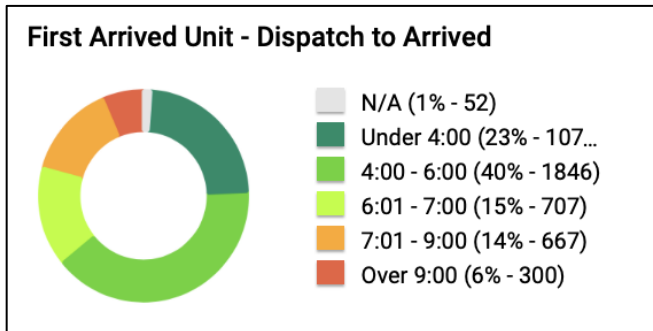 First Arrived Unit - Dispatch to Arrived
N/A (1% - 52)
Under 4:00 (23% - 107...
4:00 - 6:00 (40% - 1846)
6:01 - 7:00 (15% - 707)
7:01 - 9:00 (14% - 667)
Over 9:00 (6% - 300)